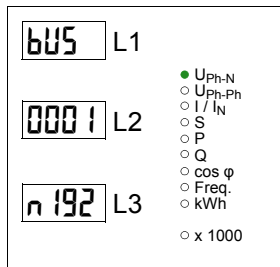 bUS L1
0001 L2
n192 L3
UPh-N
UPh-Ph
I / IN
S
P
Q
cos φ
Freq.
kWh
x 1000